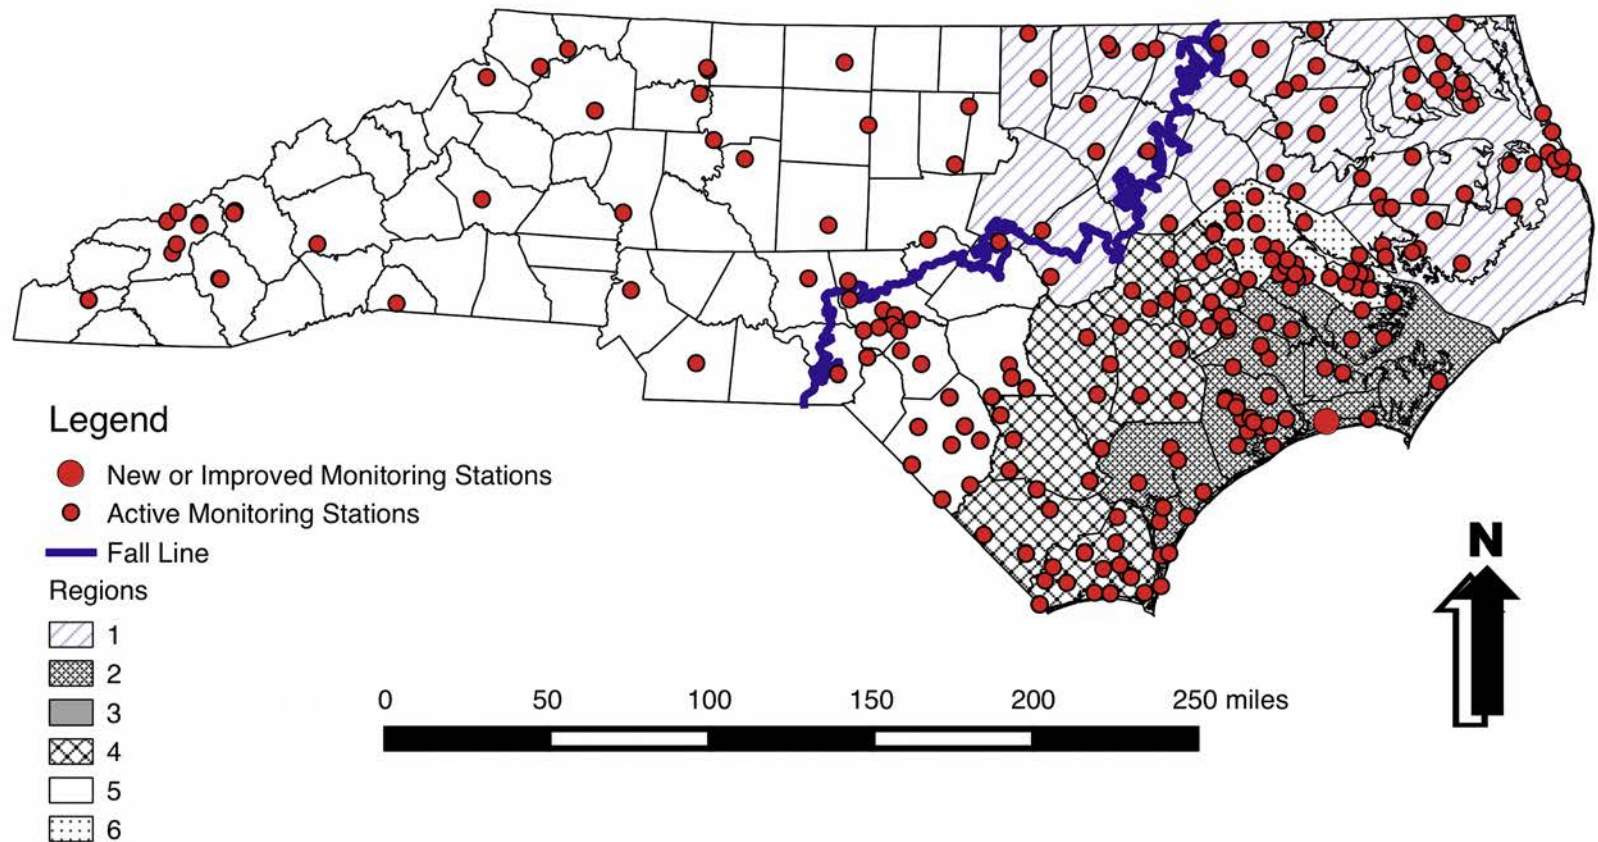 Legend
New or Improved Monitoring Stations
Active Monitoring Stations
Fall Line
Regions
1
2
3
4
5
6
0 50 100 150 200 250 miles
N